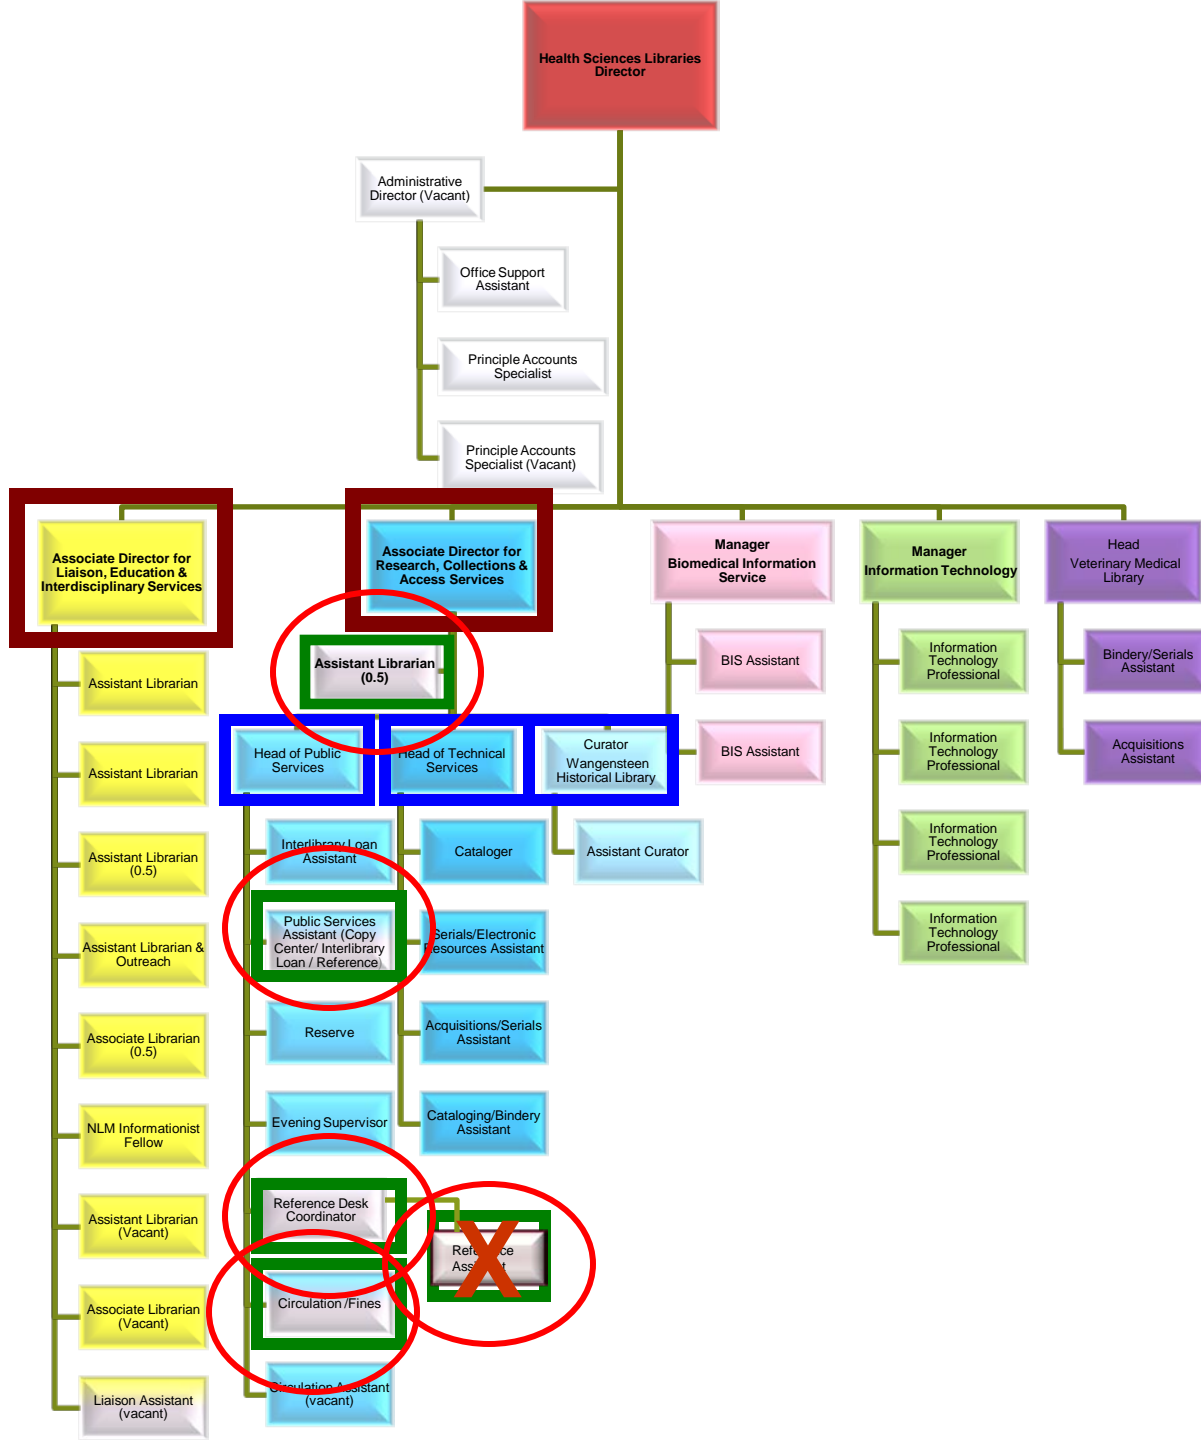 Health Sciences Libraries
Director
Administrative
Director (Vacant)
Office Support
Assistant
Principle Accounts
Specialist
Principle Accounts
Specialist (Vacant)
Associate Director for
Liaison, Education &
Interdisciplinary Services
Associate Director for
Research, Collections &
Access Services
Manager
Biomedical Information
Service
Manager
Information Technology
Head
Veterinary Medical
Library
Assistant Librarian
Assistant Librarian
Assistant Librarian
(0.5)
Assistant Librarian &
Outreach
Associate Librarian
(0.5)
NLM Informationist
Fellow
Assistant Librarian
(Vacant)
Associate Librarian
(Vacant)
Liaison Assistant
(vacant)
Assistant Librarian
(0.5)
Head of Public
Services
Head of Technical
Services
Curator
Wangensteen
Historical Library
Interlibrary Loan
Assistant
Public Services
Assistant (Copy
Center/ Interlibrary
Loan / Reference)
Reserve
Evening Supervisor
Reference Desk
Coordinator
Reference
Assistant
X
Circulation /Fines
Circulation Assistant
(vacant)
Cataloger
Serials/Electronic
Resources Assistant
Acquisitions/Serials
Assistant
Cataloging/Bindery
Assistant
Assistant Curator
BIS Assistant
BIS Assistant
Information
Technology
Professional
Information
Technology
Professional
Information
Technology
Professional
Information
Technology
Professional
Bindery/Serials
Assistant
Acquisitions
Assistant